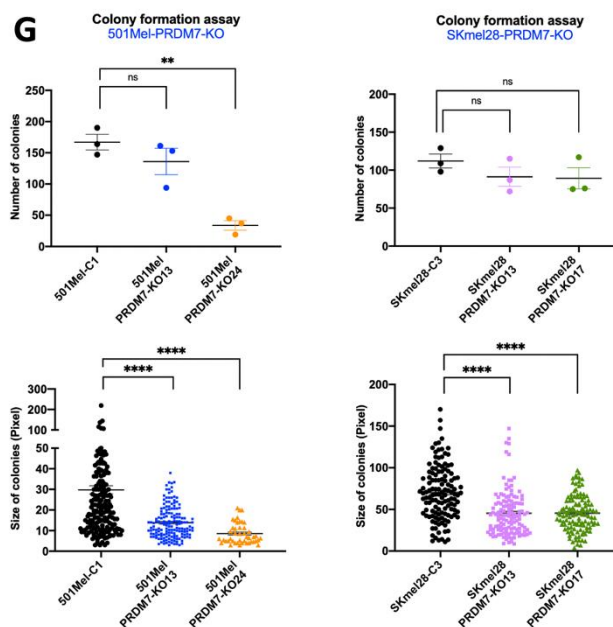 G
Colony formation assay
501Mel-PRDM7-KO
**
ns
250
200
150
100
50
0
Number of colonies
501Mel-C1
501Mel
PRDM7-KO13
501Mel
PRDM7-KO24
Colony formation assay
SKmel28-PRDM7-KO
ns
ns
200
150
100
50
0
Number of colonies
SKmel28-C3
SKmel28
PRDM7-KO13
SKmel28
PRDM7-KO17
****
****
300
200
100
50
40
30
20
10
0
Size of colonies (Pixel)
501Mel-C1
501Mel
PRDM7-KO13
501Mel
PRDM7-KO24
****
****
200
150
100
50
0
Size of colonies (Pixel)
SKmel28-C3
SKmel28
PRDM7-KO13
SKmel28
PRDM7-KO17